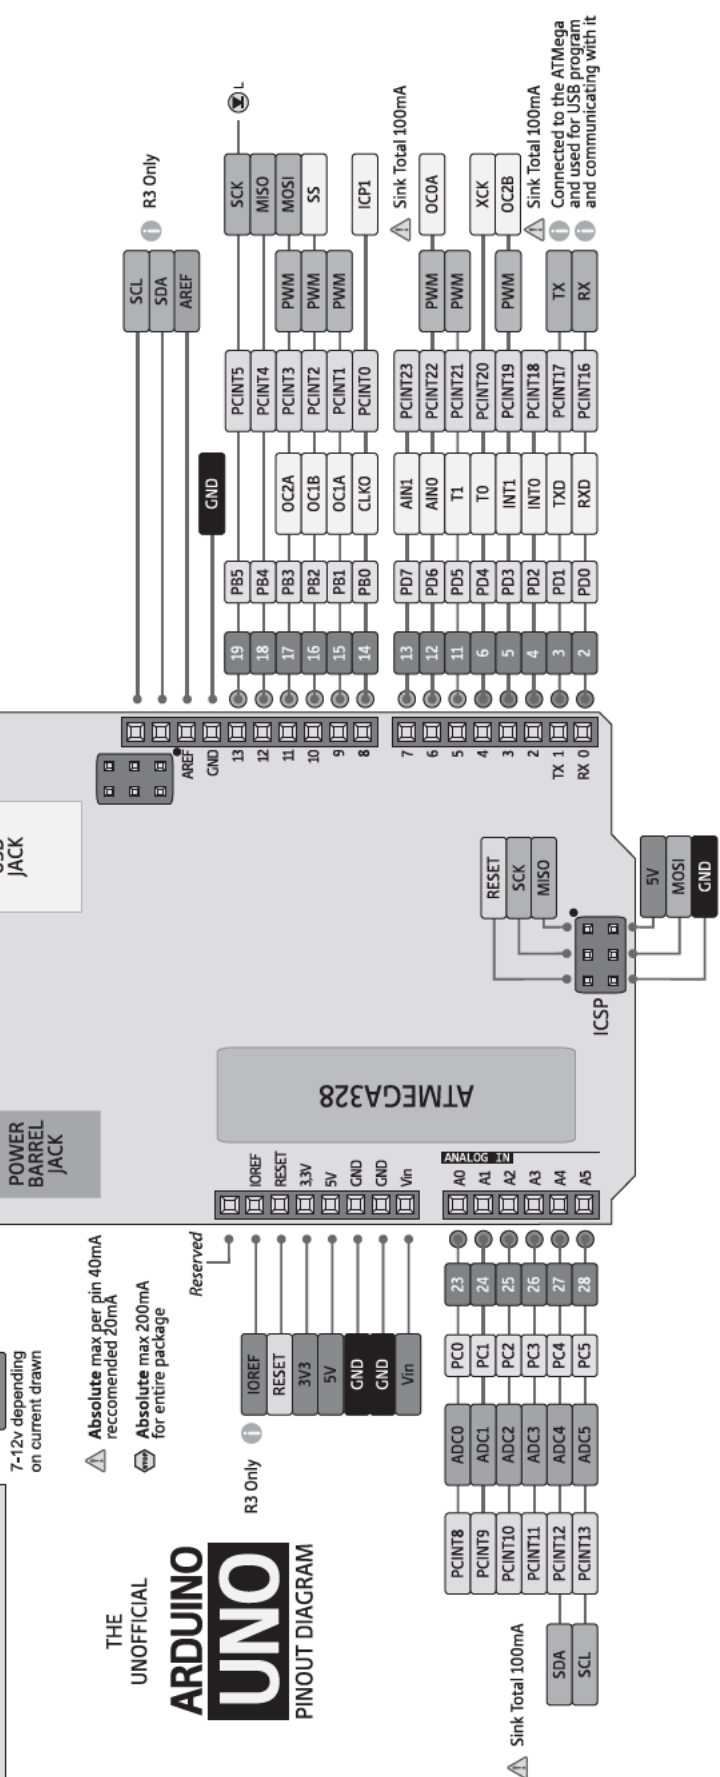 THE
UNOFFICIAL
ARDUINO
UNO
PINOUT DIAGRAM
7-12v depending
on current drawn
Absolute max per pin 40mA
reccomended 20mA
STOP
Absolute max 200mA
for entire package
POWER
BARREL
JACK
JACK
R3 Only
SCL
SDA
AREF
GND
L
SCK PCINT5 PB5 19
MISO PCINT4 PB4 18
MOSI PWM PCINT3 OC2A PB3 17
SS PWM PCINT2 OC1B PB2 16
PWM PCINT1 OC1A PB1 15
ICP1 PCINT0 CLKO PB0 14
Sink Total 100mA
PCINT23 AIN1 PD7 13
OC0A PWM PCINT22 AIN0 PD6 12
PWM PCINT21 T1 PD5 11
XCK PCINT20 T0 PD4 6
OC2B PWM PCINT19 INT1 PD3 5
PCINT18 INT0 PD2 4
TX PCINT17 TXD PD1 3
RX PCINT16 RXD PD0 2
Sink Total 100mA
Connected to the ATMega
and used for USB program
and communicating with it
AREF
GND
13
12
11
10
9
8
7
6
5
4
3
2
TX 1
RX 0
RESET
SCK
MISO
5V
MOSI
GND
ICSP
ATMEGA328
IOREF
RESET
3.3V
5V
GND
GND
Vin
ANALOG IN
A0
A1
A2
A3
A4
A5
Reserved
R3 Only
IOREF
RESET
3V3
5V
GND
GND
Vin
23 PC0 ADC0 PCINT8
24 PC1 ADC1 PCINT9
25 PC2 ADC2 PCINT10
26 PC3 ADC3 PCINT11
27 PC4 ADC4 PCINT12 SDA
28 PC5 ADC5 PCINT13 SCL
Sink Total 100mA